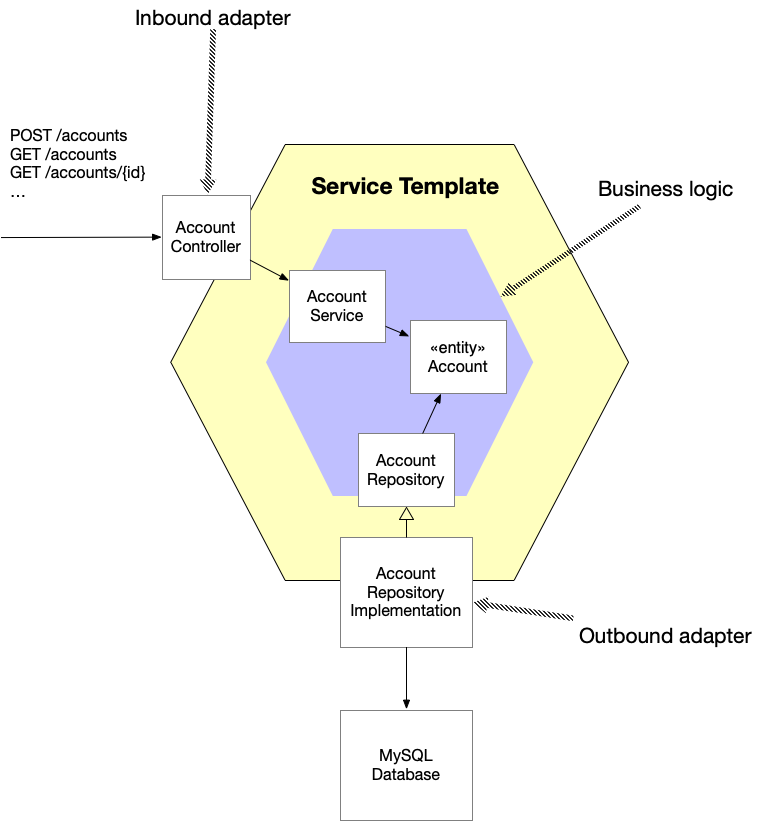 Inbound adapter
POST /accounts
GET /accounts
GET /accounts/{id}
...
Service Template
Business logic
Account
Controller
Account
Service
«entity»
Account
Account
Repository
Account
Repository
Implementation
Outbound adapter
MySQL
Database